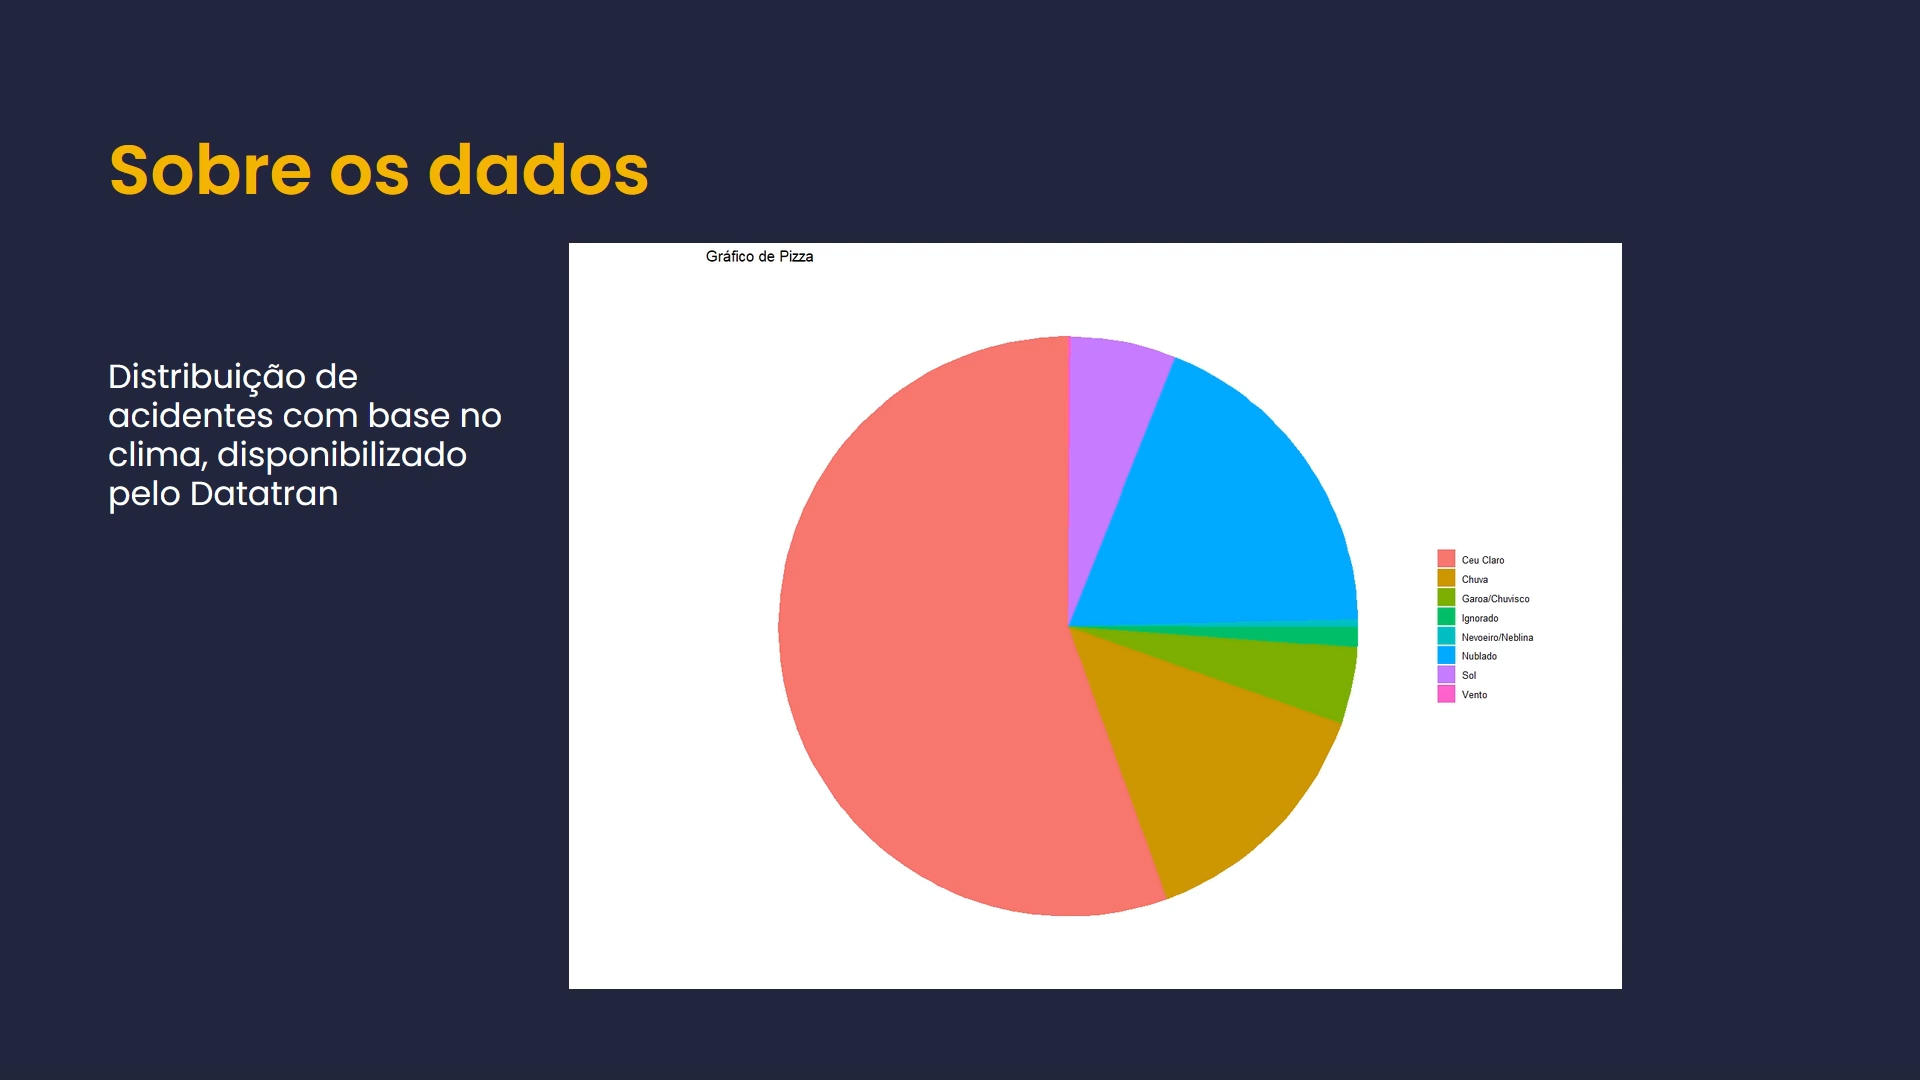 Sobre os dados
Distribuição de
acidentes com base no
clima, disponibilizado
pelo Datatran
Gráfico de Pizza
Ceu Claro
Chuva
Garoa/Chuvisco
Ignorado
Nevoeiro/Neblina
Nublado
Sol
Vento